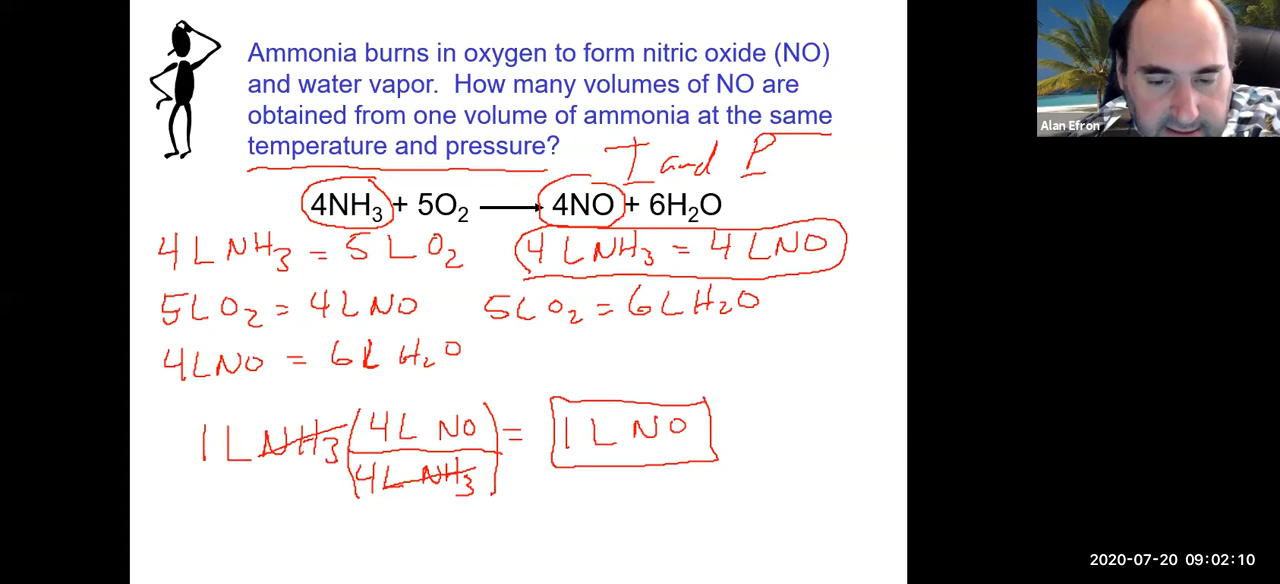 Ammonia burns in oxygen to form nitric oxide (NO)
and water vapor. How many volumes of NO are
obtained from one volume of ammonia at the same
temperature and pressure?
T and P
4NH₃ + 5O₂ ⟶ 4NO + 6H₂O
4 L NH₃ = 5 L O₂
4 L NH₃ = 4 L NO
5 L O₂ = 4 L NO
5 L O₂ = 6 L H₂O
4 L NO = 6 L H₂O
1 L NH₃ (4 L NO / 4 L NH₃) = 1 L NO
Alan Efron
2020-07-20 09:02:10